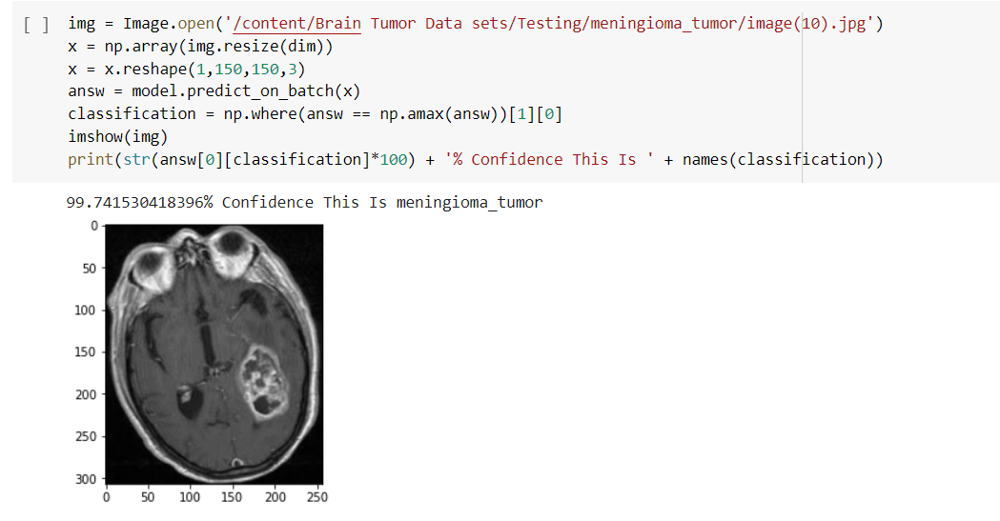 [ ] img = Image.open('/content/Brain Tumor Data sets/Testing/meningioma_tumor/image(10).jpg')
x = np.array(img.resize(dim))
x = x.reshape(1,150,150,3)
answ = model.predict_on_batch(x)
classification = np.where(answ == np.amax(answ))[1][0]
imshow(img)
print(str(answ[0][classification]*100) + '% Confidence This Is ' + names(classification))
99.741530418396% Confidence This Is meningioma_tumor
0
50
100
150
200
250
300
0 50 100 150 200 250